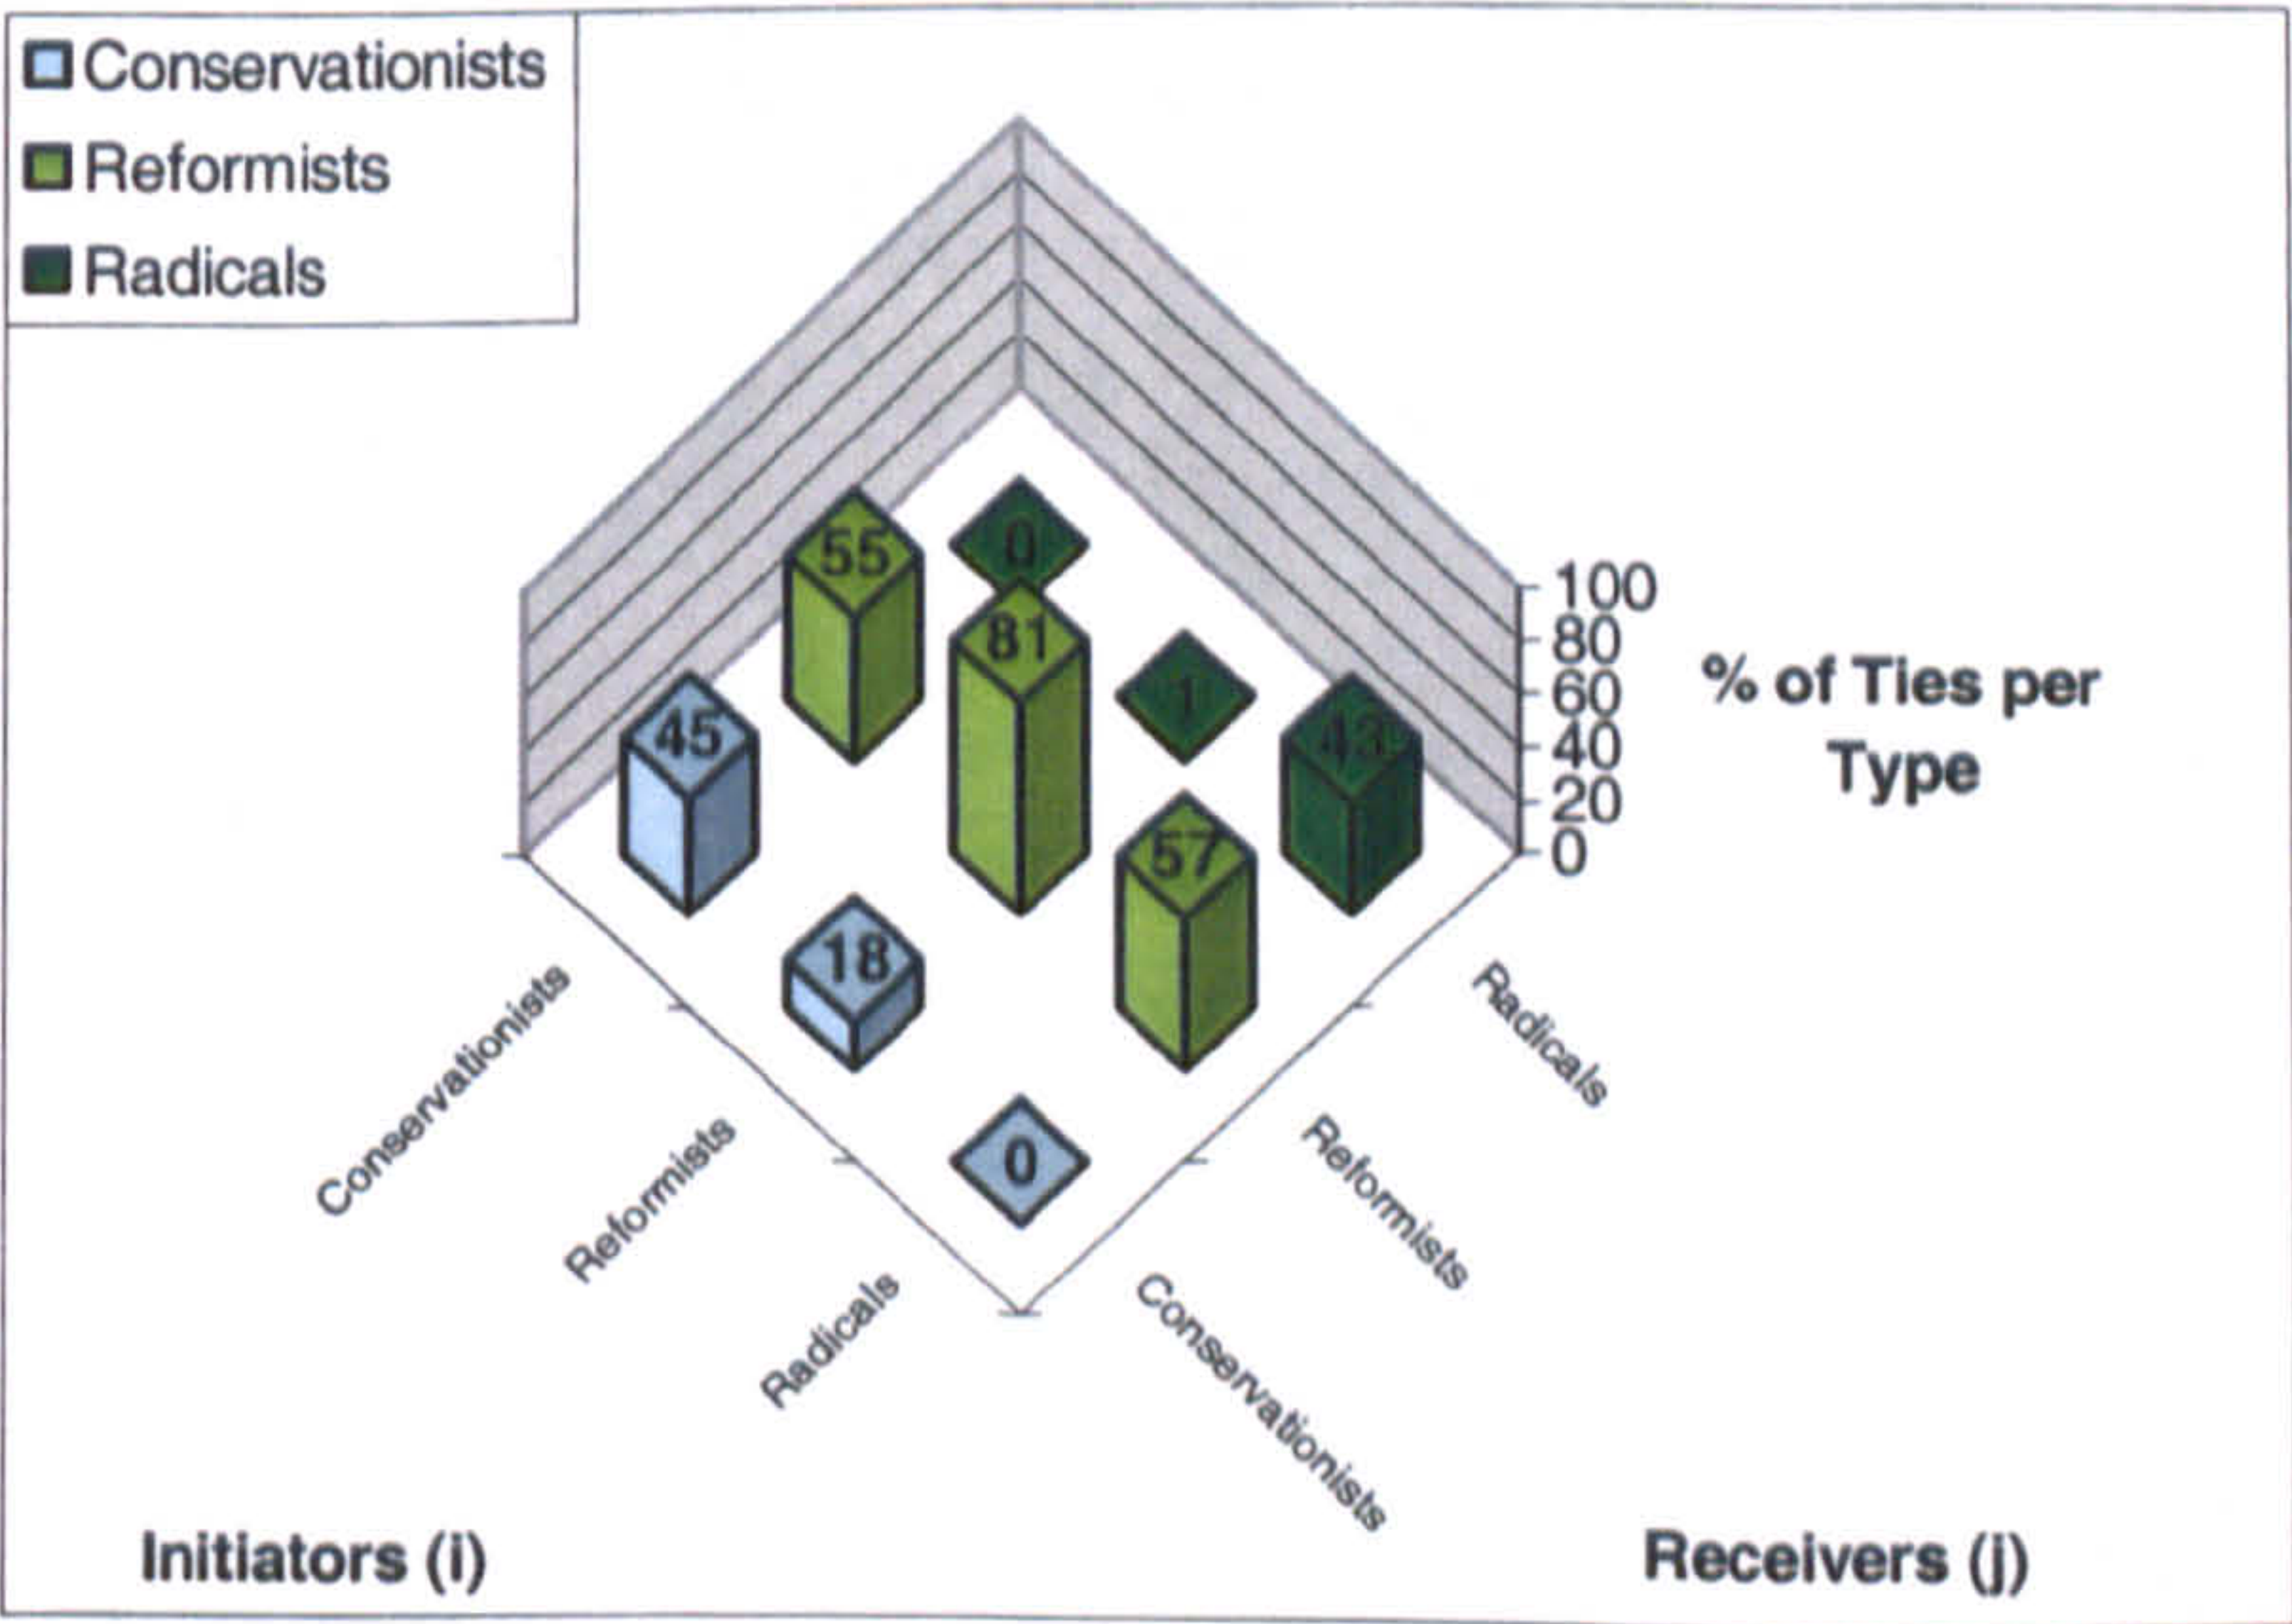 Conservationists
Reformists
Radicals
55
0
81
45
1
43
18
57
0
100
80
60
40
20
0
% of Ties per
Type
Conservationists
Reformists
Radicals
Radicals
Reformists
Conservationists
Initiators (i)
Receivers (j)